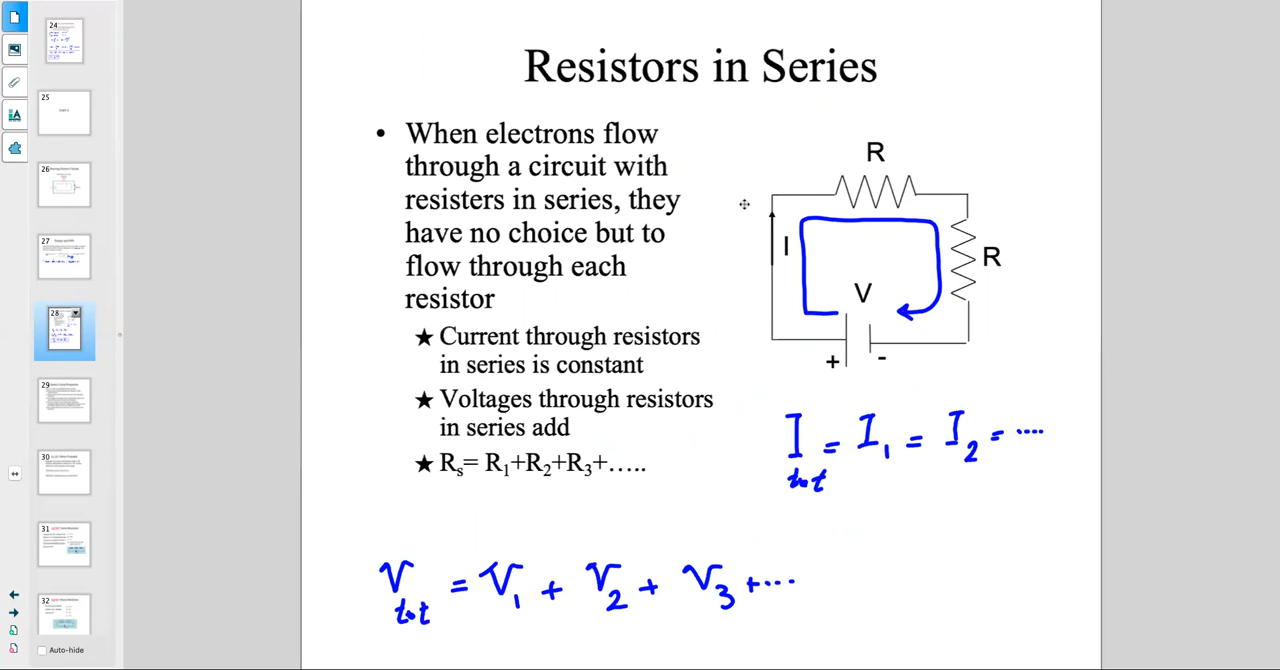 Resistors in Series
• When electrons flow
through a circuit with
resisters in series, they
have no choice but to
flow through each
resistor
★ Current through resistors
in series is constant
★ Voltages through resistors
in series add
★ Rs= R1+R2+R3+…..
R
R
I
V
+
-
Itot = I1 = I2 = ....
Vtot = V1 + V2 + V3 + ...
24
25
26
27
28
29
30
31
32
Auto-hide